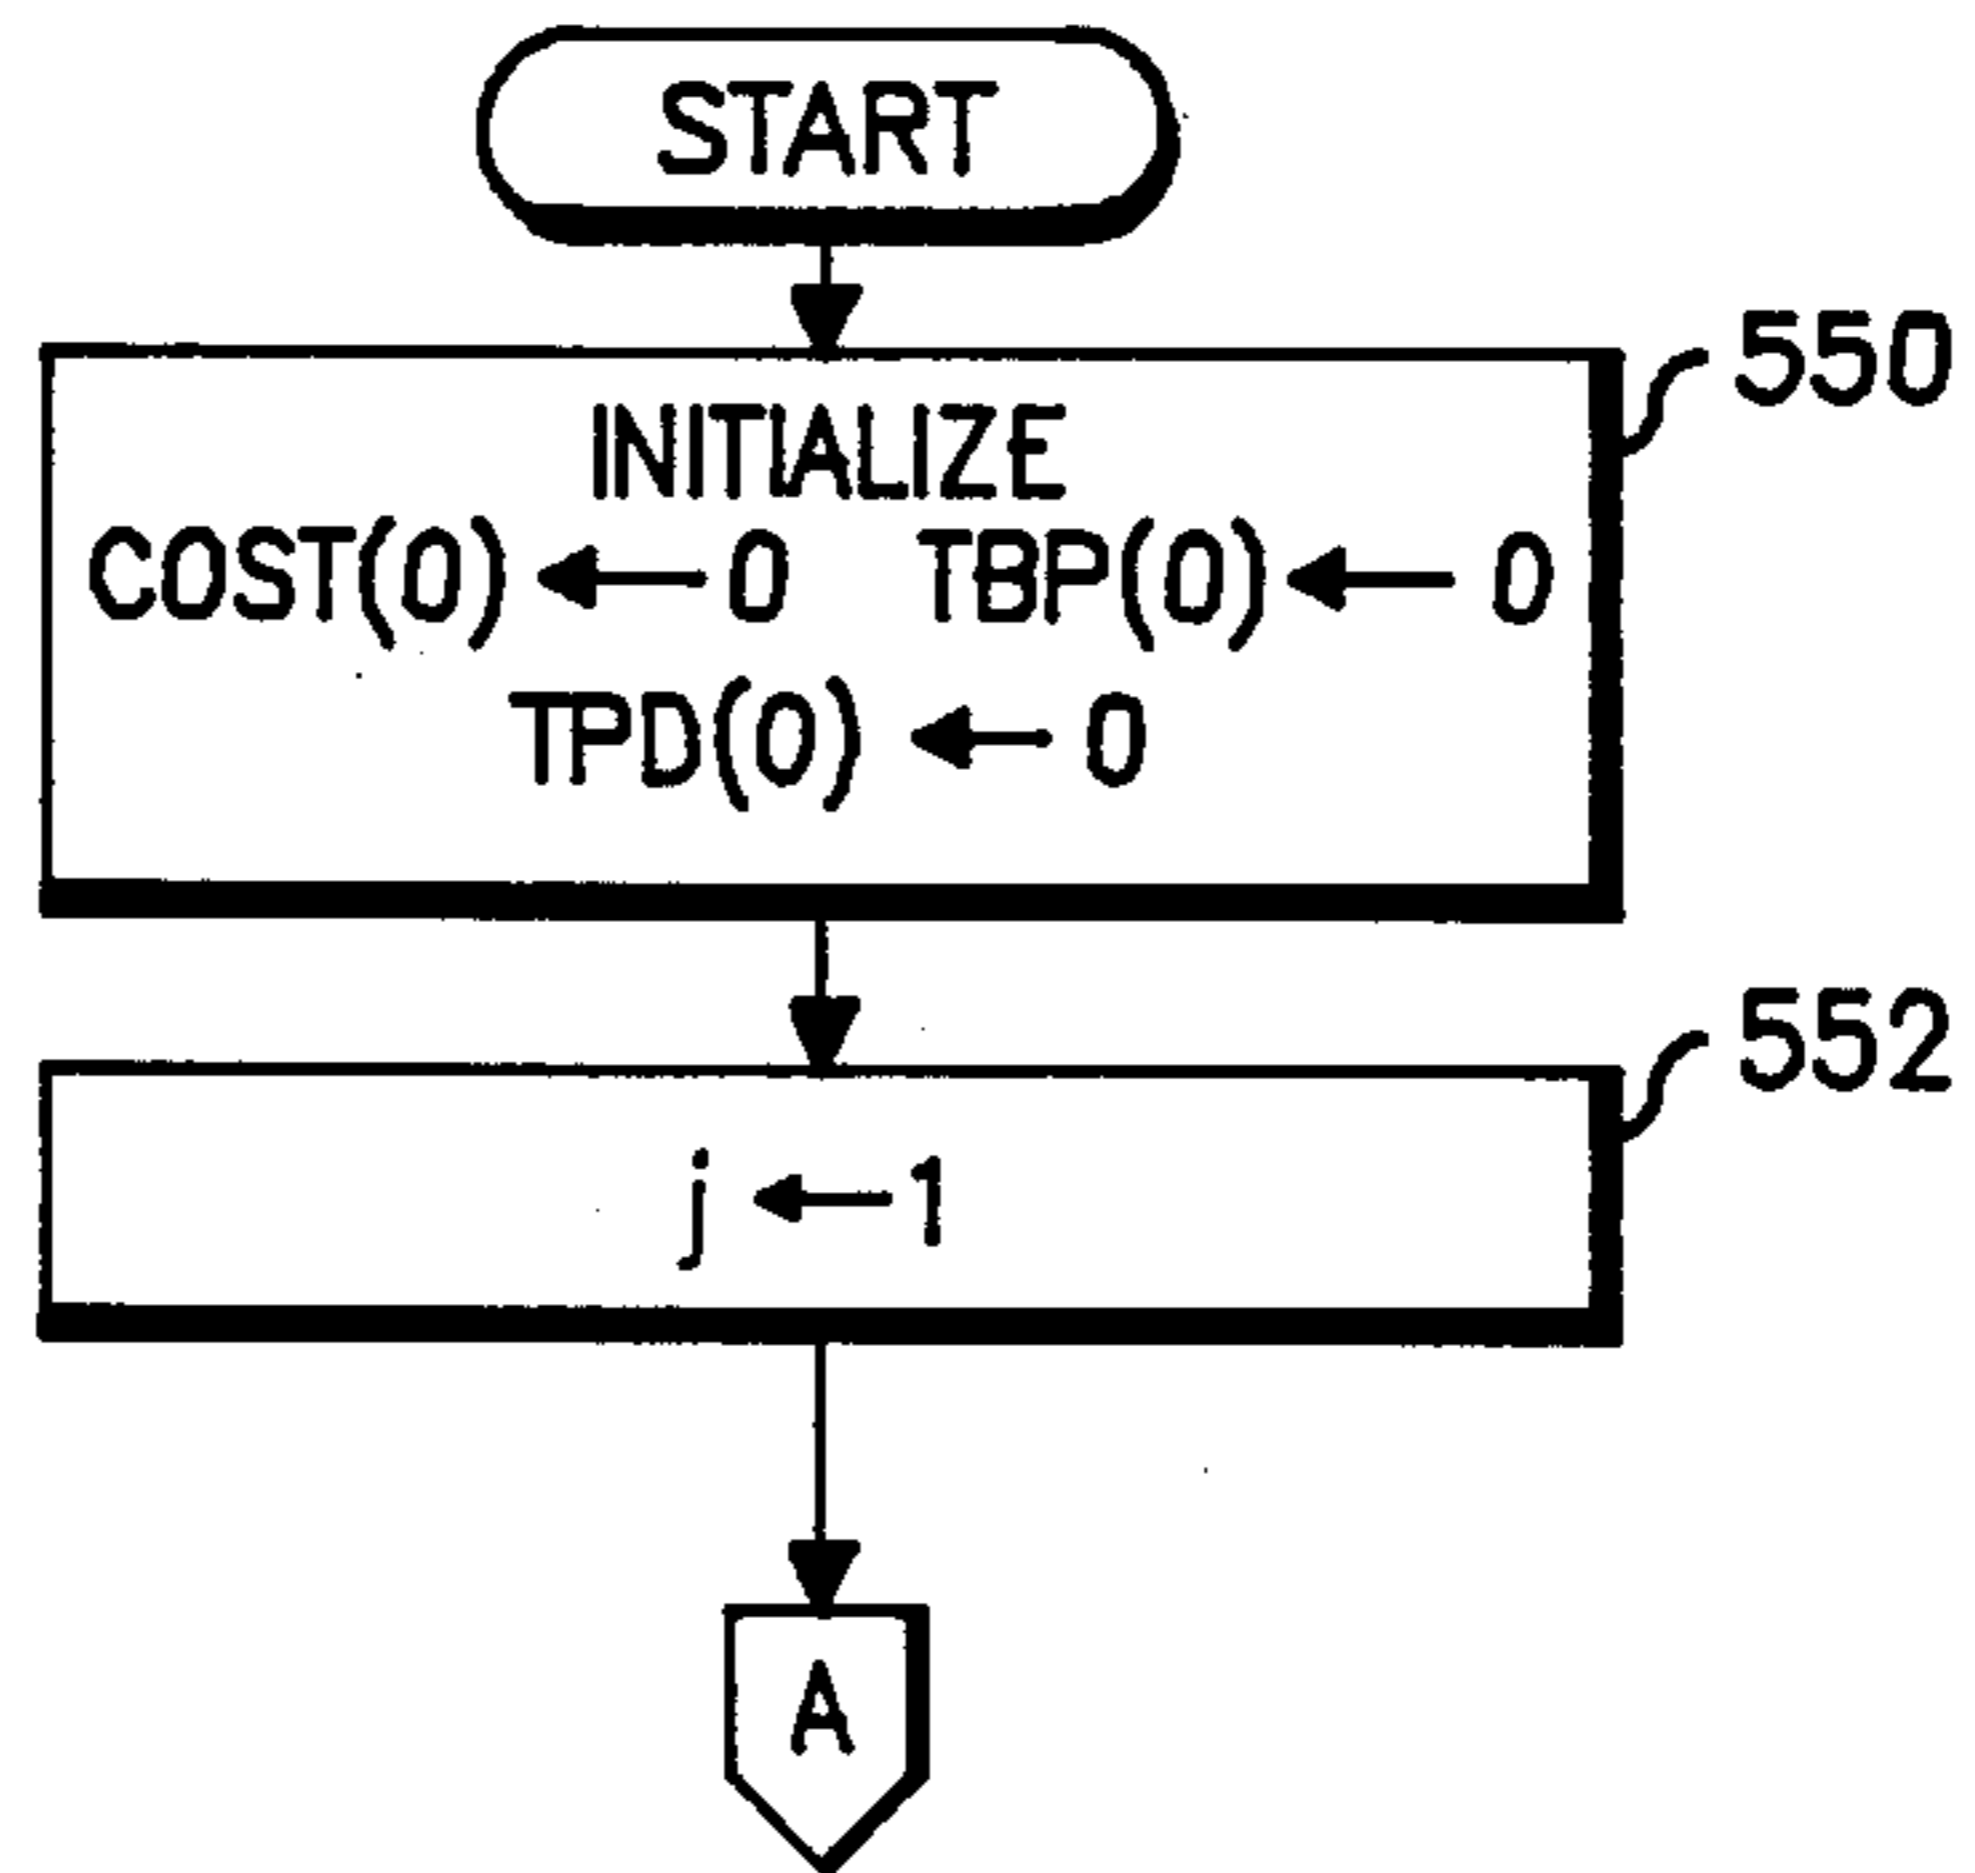 START
550
INITIALIZE
COST(0) ← 0 TBP(0) ← 0
TPD(0) ← 0
552
j ← 1
A